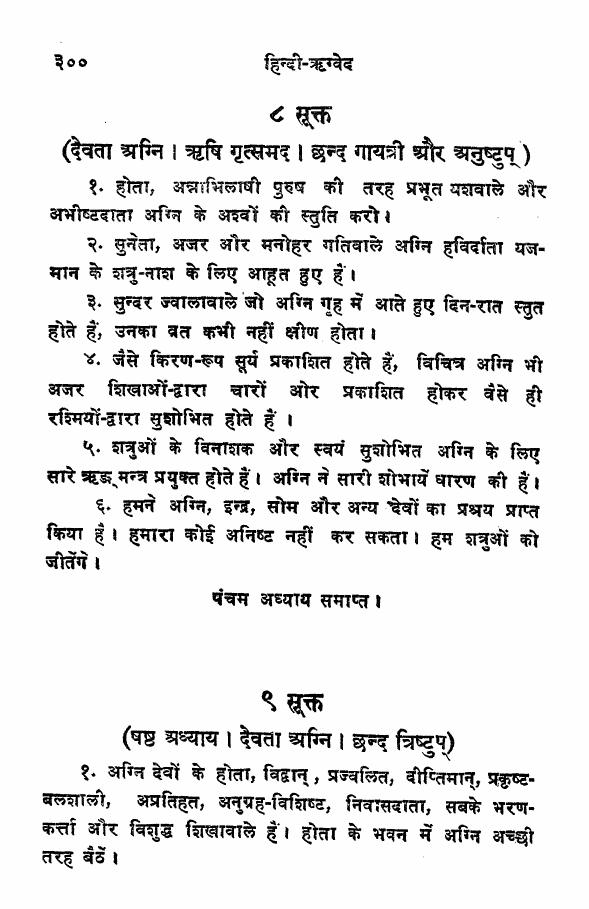 ३०० हिन्दी-ऋग्वेद
८ सूक्त
(देवता अग्नि। ऋषि गृत्समद। छन्द गायत्री और अनुष्टुप्)
१. होता, अन्नाभिलाषी पुरुष की तरह प्रभूत यशवाले और
अभीष्टदाता अग्नि के अश्वों की स्तुति करो।
२. सुनेता, अजर और मनोहर गतिवाले अग्नि हविर्दाता यज-
मान के शत्रु-नाश के लिए आहूत हुए हैं।
३. सुन्दर ज्वालावाले जो अग्नि गृह में आते हुए दिन-रात स्तुत
होते हैं, उनका व्रत कभी नहीं क्षीण होता।
४. जैसे किरण-रूप सूर्य प्रकाशित होते हैं, विचित्र अग्नि भी
अजर शिखाओं-द्वारा चारों ओर प्रकाशित होकर वैसे ही
रश्मियों-द्वारा सुशोभित होते हैं ।
५. शत्रुओं के विनाशक और स्वयं सुशोभित अग्नि के लिए
सारे ऋङ्मन्त्र प्रयुक्त होते हैं। अग्नि ने सारी शोभायें धारण की हैं।
६. हमने अग्नि, इन्द्र, सोम और अन्य देवों का प्रश्रय प्राप्त
किया है। हमारा कोई अनिष्ट नहीं कर सकता। हम शत्रुओं को
जीतेंगे।
पंचम अध्याय समाप्त।
९ सूक्त
(षष्ठ अध्याय। देवता अग्नि। छन्द त्रिष्टुप्)
१. अग्नि देवों के होता, विद्वान्, प्रज्वलित, दीप्तिमान्, प्रकृष्ट-
बलशाली, अप्रतिहत, अनुग्रह-विशिष्ट, निवासदाता, सबके भरण-
कर्त्ता और विशुद्ध शिखावाले हैं। होता के भवन में अग्नि अच्छी
तरह बैठें।